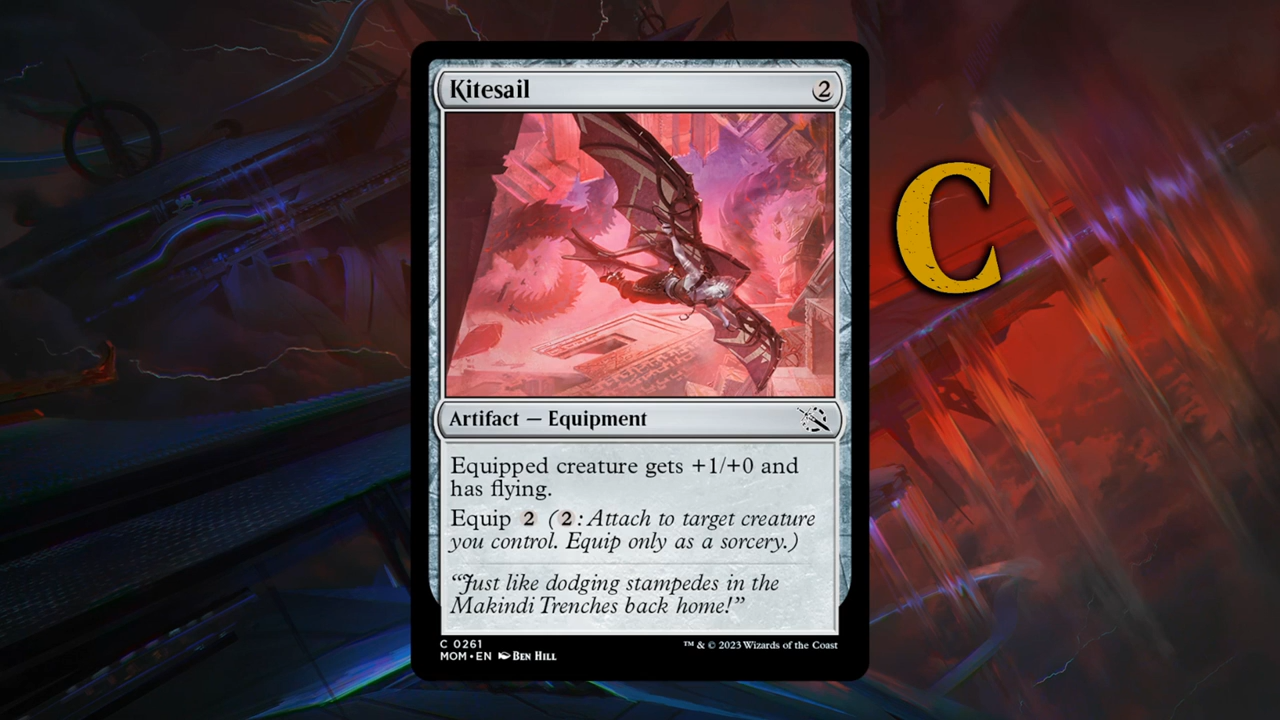 Kitesail 2
C
Artifact — Equipment
Equipped creature gets +1/+0 and
has flying.
Equip 2 (2: Attach to target creature
you control. Equip only as a sorcery.)
“Just like dodging stampedes in the
Makindi Trenches back home!”
C 0261
MOM • EN Ben Hill
™ & © 2023 Wizards of the Coast